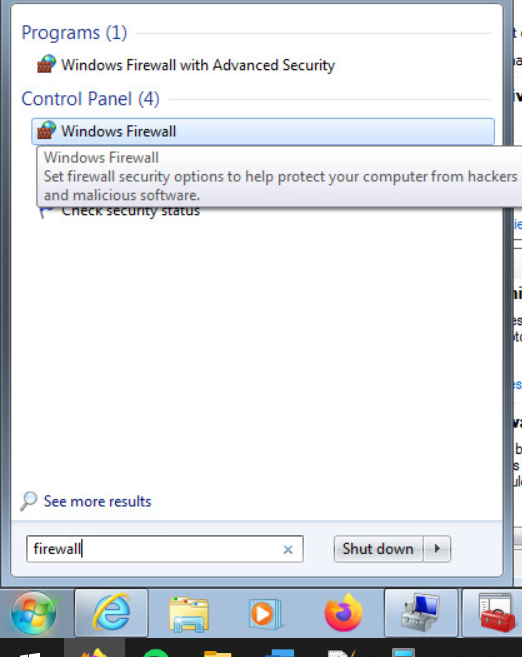 Programs (1)
Windows Firewall with Advanced Security
Control Panel (4)
Windows Firewall
Windows Firewall
Set firewall security options to help protect your computer from hackers
and malicious software.
Check security status
See more results
firewall
Shut down